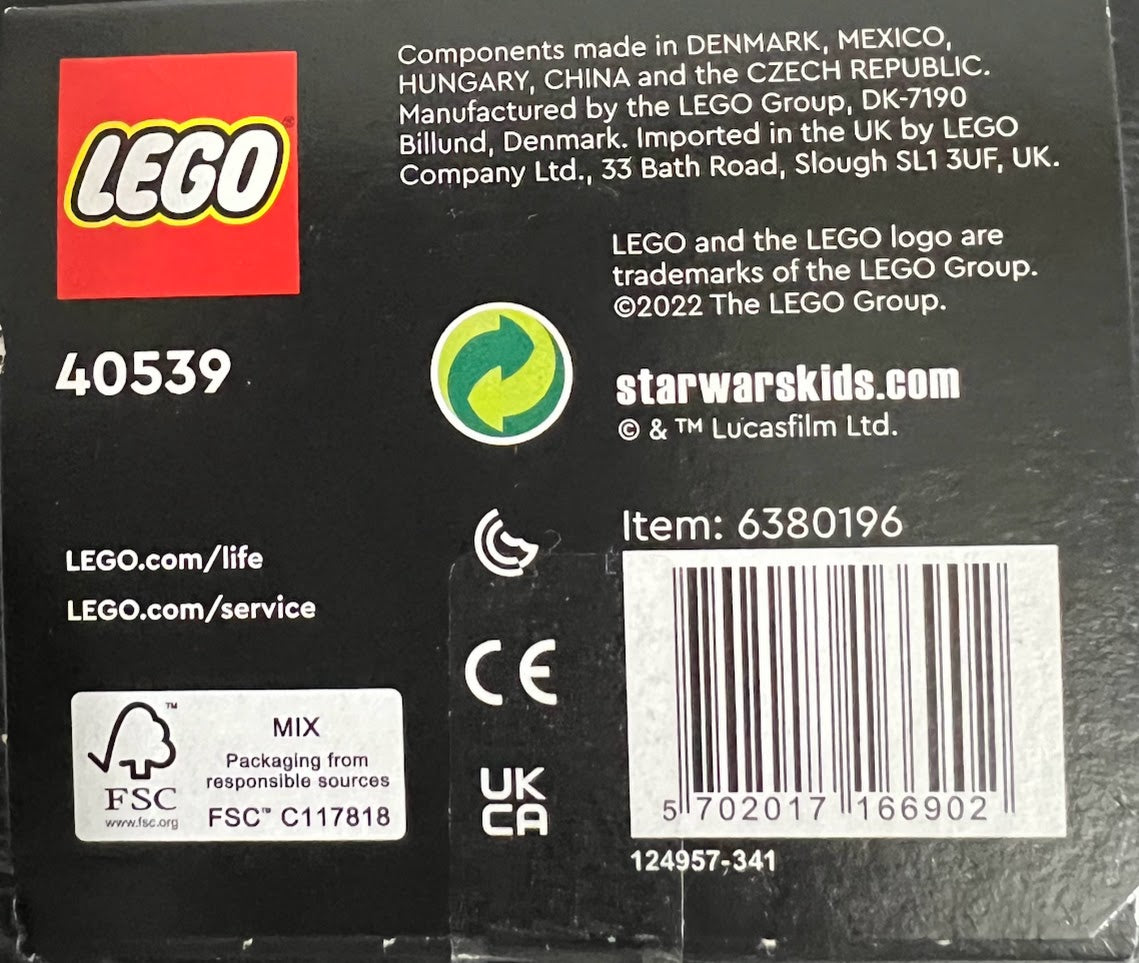 LEGO®
Components made in DENMARK, MEXICO,
HUNGARY, CHINA and the CZECH REPUBLIC.
Manufactured by the LEGO Group, DK-7190
Billund, Denmark. Imported in the UK by LEGO
Company Ltd., 33 Bath Road, Slough SL1 3UF, UK.
LEGO and the LEGO logo are
trademarks of the LEGO Group.
©2022 The LEGO Group.
40539
starwarskids.com
© & ™ Lucasfilm Ltd.
Item: 6380196
LEGO.com/life
LEGO.com/service
CE
UK
CA
™
FSC
www.fsc.org
MIX
Packaging from
responsible sources
FSC™ C117818
5 702017 166902
124957-341